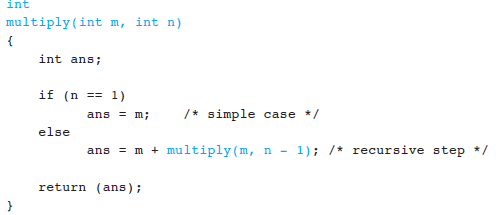 int
multiply(int m, int n)
{
int ans;
if (n == 1)
ans = m; /* simple case */
else
ans = m + multiply(m, n - 1); /* recursive step */
return (ans);
}